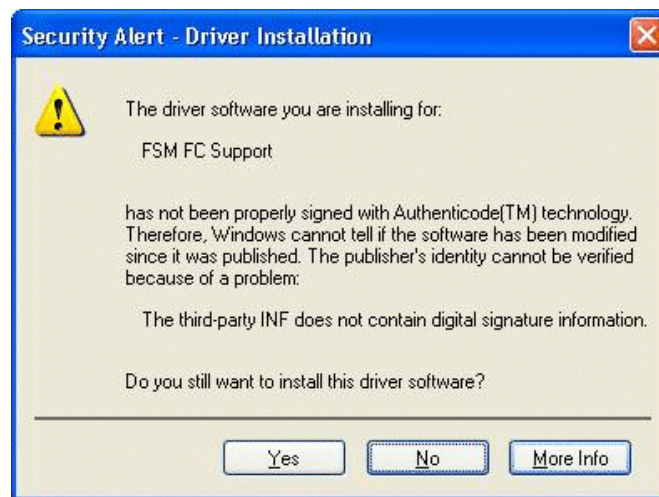 Security Alert - Driver Installation
The driver software you are installing for:
FSM FC Support
has not been properly signed with Authenticode(TM) technology.
Therefore, Windows cannot tell if the software has been modified
since it was published. The publisher's identity cannot be verified
because of a problem:
The third-party INF does not contain digital signature information.
Do you still want to install this driver software?
Yes No More Info